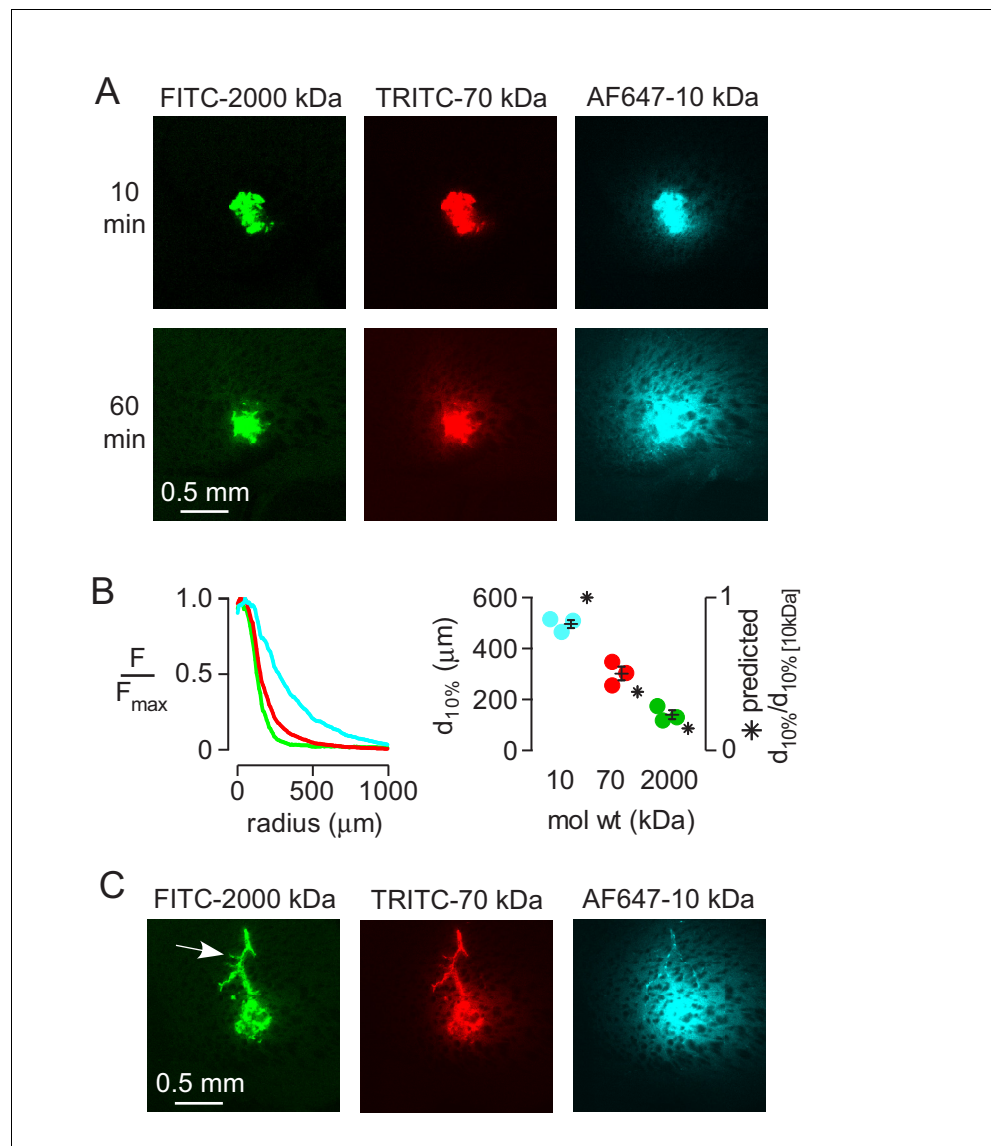 A
FITC-2000 kDa TRITC-70 kDa AF647-10 kDa
10
min
60
min
0.5 mm
B
F
Fmax
1.0
0.5
0
0 500 1000
radius (μm)
d10% (μm)
600
400
200
0
10 70 2000
mol wt (kDa)
1
0
* predicted
d10%/d10% [10kDa]
C
FITC-2000 kDa TRITC-70 kDa AF647-10 kDa
0.5 mm